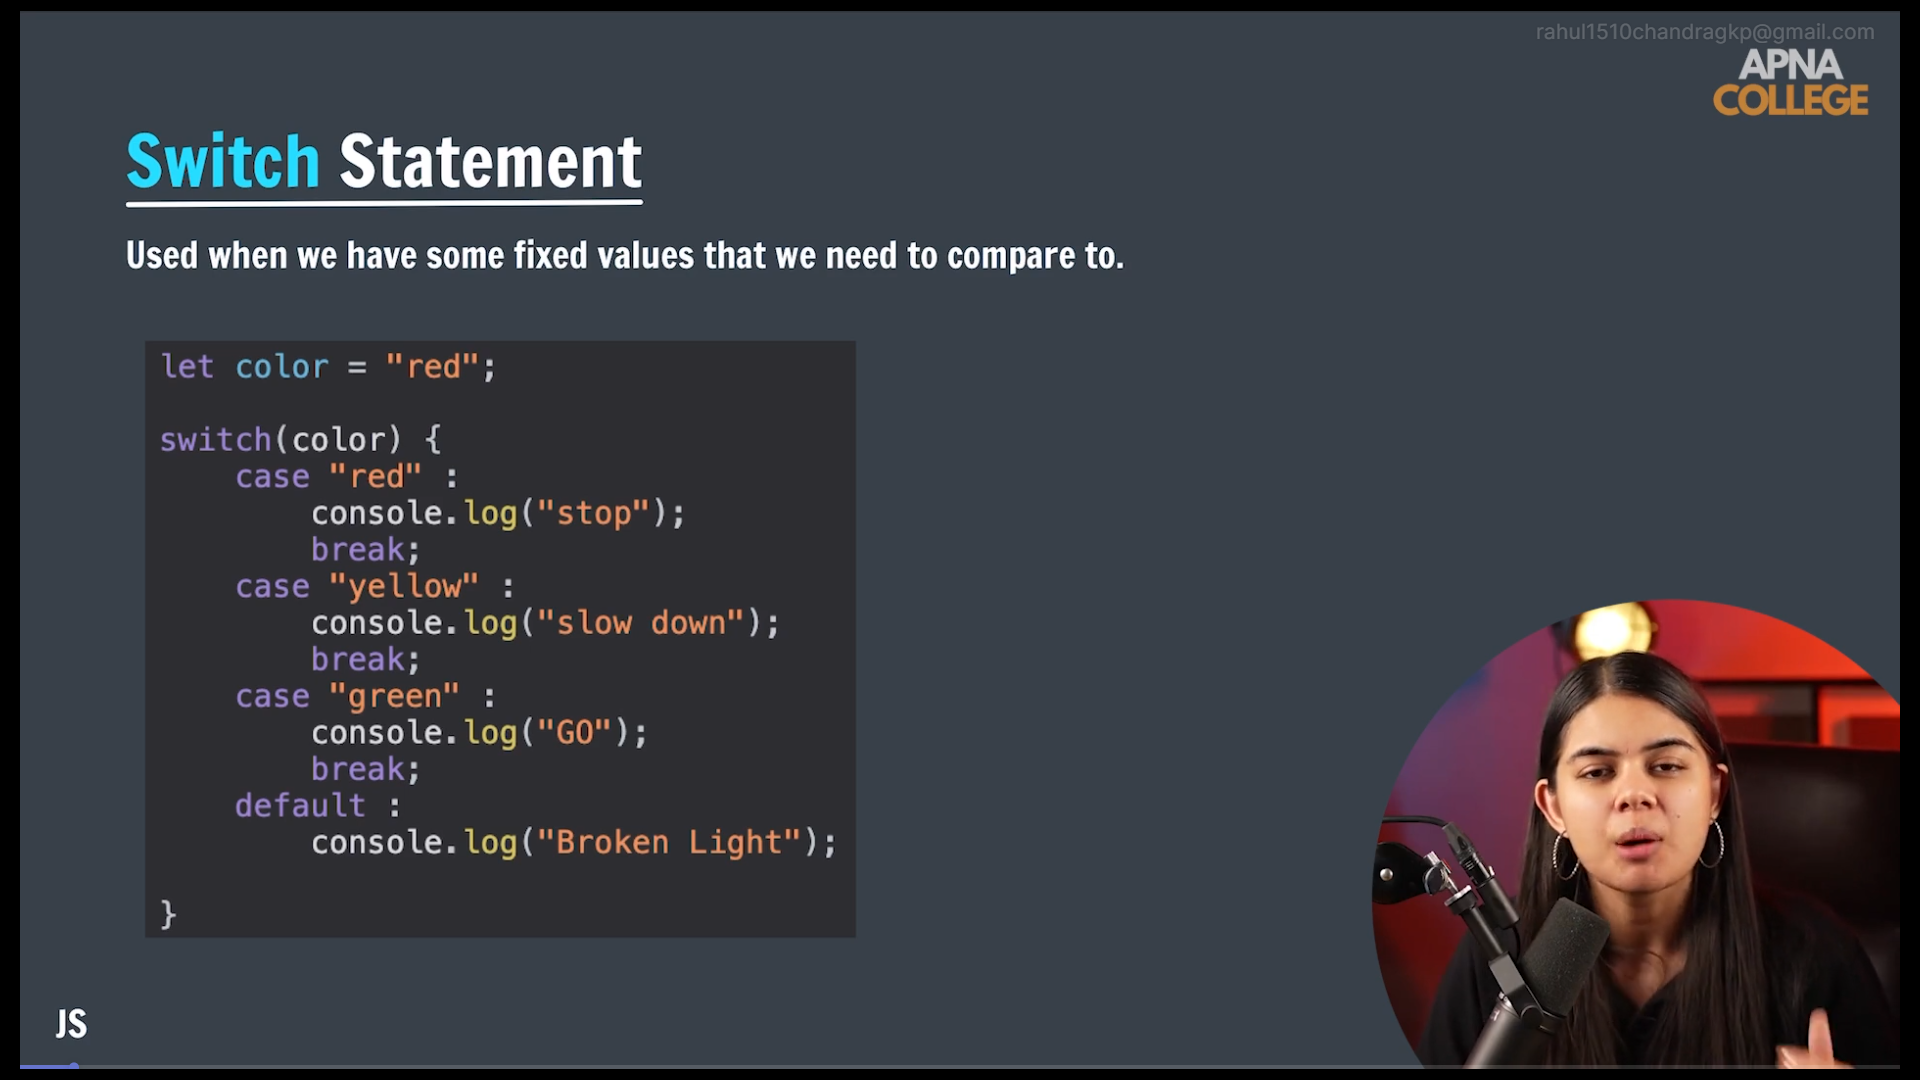 rahul1510chandragkp@gmail.com
APNA
COLLEGE
Switch Statement
Used when we have some fixed values that we need to compare to.
let color = "red";
switch(color) {
    case "red" :
        console.log("stop");
        break;
    case "yellow" :
        console.log("slow down");
        break;
    case "green" :
        console.log("GO");
        break;
    default :
        console.log("Broken Light");
}
JS